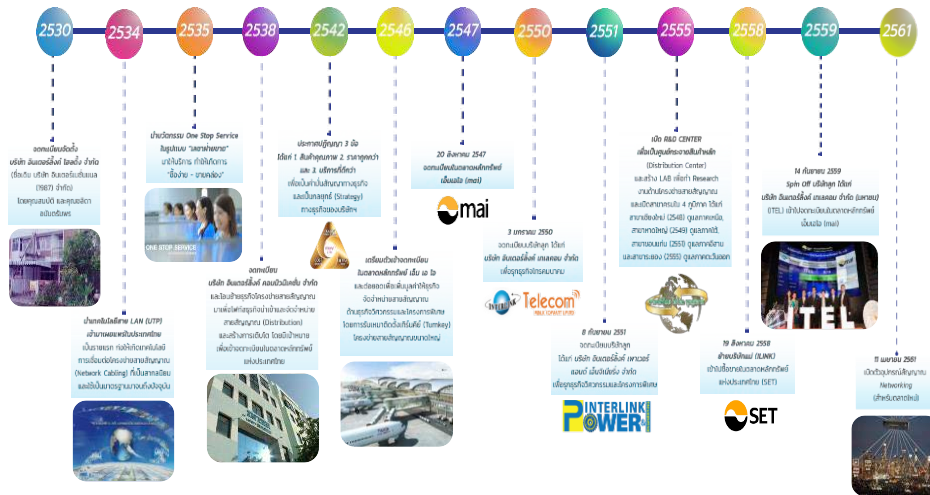 2530
2534
2535
2538
2542
2546
2547
2550
2551
2555
2558
2559
2561
จดทะเบียนจัดตั้ง
บริษัท อินเตอร์ลิ้งค์ โฮลดิ้ง จำกัด
(ชื่อเดิม บริษัท อินเตอร์เนชั่นแนล
(1987) จำกัด)
โดยคุณสมบัติ และคุณชลิดา
อนันตรัมพร
นำเทคโนโลยีสาย LAN (UTP)
เข้ามาเผยแพร่ในประเทศไทย
เป็นรายแรก ก่อให้เกิดเทคโนโลยี
การเชื่อมต่อโครงข่ายสายสัญญาณ
(Network Cabling) ที่เป็นสากลนิยม
และใช้เป็นมาตรฐานมาจนถึงปัจจุบัน
นำนวัตกรรม One Stop Service
ในรูปแบบ "เลขาฝ่ายขาย"
มาให้บริการ ทำให้เกิดการ
"ซื้อง่าย - ขายคล่อง"
ONE STOP SERVICE
จดทะเบียน
บริษัท อินเตอร์ลิ้งค์ คอมมิวนิเคชั่น จำกัด
และโอนย้ายธุรกิจโครงข่ายสายสัญญาณ
มาเพื่อโฟกัสธุรกิจนำเข้าและจัดจำหน่าย
สายสัญญาณ (Distribution)
และสร้างการเติบโต โดยมีเป้าหมาย
เพื่อเข้าจดทะเบียนในตลาดหลักทรัพย์
แห่งประเทศไทย
ประกาศปฏิญญา 3 ข้อ
ได้แก่ 1. สินค้าคุณภาพ 2. ราคาถูกกว่า
และ 3. บริการที่ดีกว่า
เพื่อเป็นคำมั่นสัญญาทางธุรกิจ
และเป็นกลยุทธ์ (Strategy)
ทางธุรกิจของบริษัทฯ
เตรียมตัวเข้าจดทะเบียน
ในตลาดหลักทรัพย์ เอ็ม เอ ไอ
และต่อยอดเพื่อเพิ่มมูลค่าให้ธุรกิจ
จัดจำหน่ายสายสัญญาณ
ด้านธุรกิจวิศวกรรมและโครงการพิเศษ
โดยการรับเหมาติดตั้งเทิร์นคีย์ (Turnkey)
โครงข่ายสายสัญญาณขนาดใหญ่
20 สิงหาคม 2547
จดทะเบียนในตลาดหลักทรัพย์
เอ็มเอไอ (mai)
mai
3 มกราคม 2550
จดทะเบียนบริษัทลูก ได้แก่
บริษัท อินเตอร์ลิ้งค์ เทเลคอม จำกัด
เพื่อรุกธุรกิจโทรคมนาคม
INTERLINK
Telecom
PUBLIC COMPANY LIMITED
8 กันยายน 2551
จดทะเบียนบริษัทลูก
ได้แก่ บริษัท อินเตอร์ลิ้งค์ เพาเวอร์
แอนด์ เอ็นจิเนียริ่ง จำกัด
เพื่อรุกธุรกิจวิศวกรรมและโครงการพิเศษ
INTERLINK
POWER
เปิด R&D CENTER
เพื่อเป็นศูนย์กระจายสินค้าหลัก
(Distribution Center)
และสร้าง LAB เพื่อทำ Research
งานด้านโครงข่ายสายสัญญาณ
และเปิดสาขาครบใน 4 ภูมิภาค ได้แก่
สาขาเชียงใหม่ (2548) ดูแลภาคเหนือ,
สาขาหาดใหญ่ (2549) ดูแลภาคใต้,
สาขาขอนแก่น (2551) ดูแลภาคอีสาน
และสาขาระยอง (2555) ดูแลภาคตะวันออก
19 สิงหาคม 2558
ย้ายบริษัทแม่ (ILINK)
เข้าไปซื้อขายในตลาดหลักทรัพย์
แห่งประเทศไทย (SET)
SET
14 กันยายน 2559
Spin Off บริษัทลูก ได้แก่
บริษัท อินเตอร์ลิ้งค์ เทเลคอม จำกัด (มหาชน)
(ITEL) เข้าไปจดทะเบียนในตลาดหลักทรัพย์
เอ็มเอไอ (mai)
ITEL
11 เมษายน 2561
เปิดตัวอุปกรณ์สัญญาณ
Networking
(สำหรับตลาดใหม่)